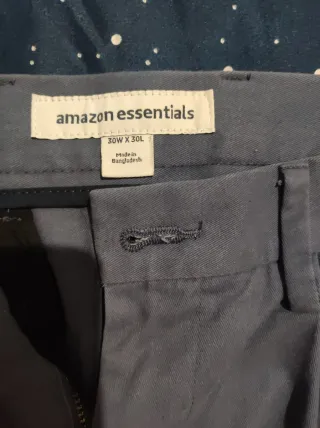 amazon essentials
30W X 30L
Made in
Bangladesh